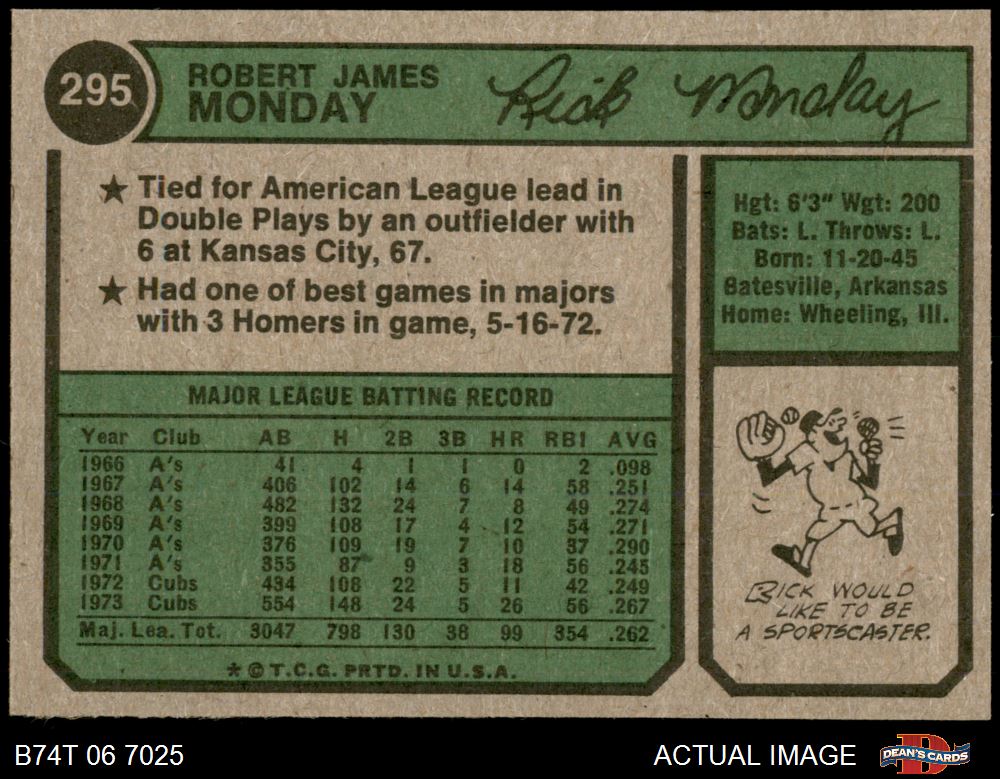 295
ROBERT JAMES
MONDAY
Rick Monday
★ Tied for American League lead in
Double Plays by an outfielder with
6 at Kansas City, 67.
★ Had one of best games in majors
with 3 Homers in game, 5-16-72.
Hgt: 6'3" Wgt: 200
Bats: L. Throws: L.
Born: 11-20-45
Batesville, Arkansas
Home: Wheeling, Ill.
MAJOR LEAGUE BATTING RECORD
Year Club AB H 2B 3B HR RBI AVG
1966 A's 41 4 1 1 0 2 .098
1967 A's 406 102 14 6 14 58 .251
1968 A's 482 132 24 7 8 49 .274
1969 A's 399 108 17 4 12 54 .271
1970 A's 376 109 19 7 10 37 .290
1971 A's 355 87 9 3 18 56 .245
1972 Cubs 434 108 22 5 11 42 .249
1973 Cubs 554 148 24 5 26 56 .267
Maj. Lea. Tot. 3047 798 130 38 99 354 .262
* © T.C.G. PRTD. IN U.S.A.
RICK WOULD
LIKE TO BE
A SPORTSCASTER.
B74T 06 7025
ACTUAL IMAGE
DEAN'S CARDS